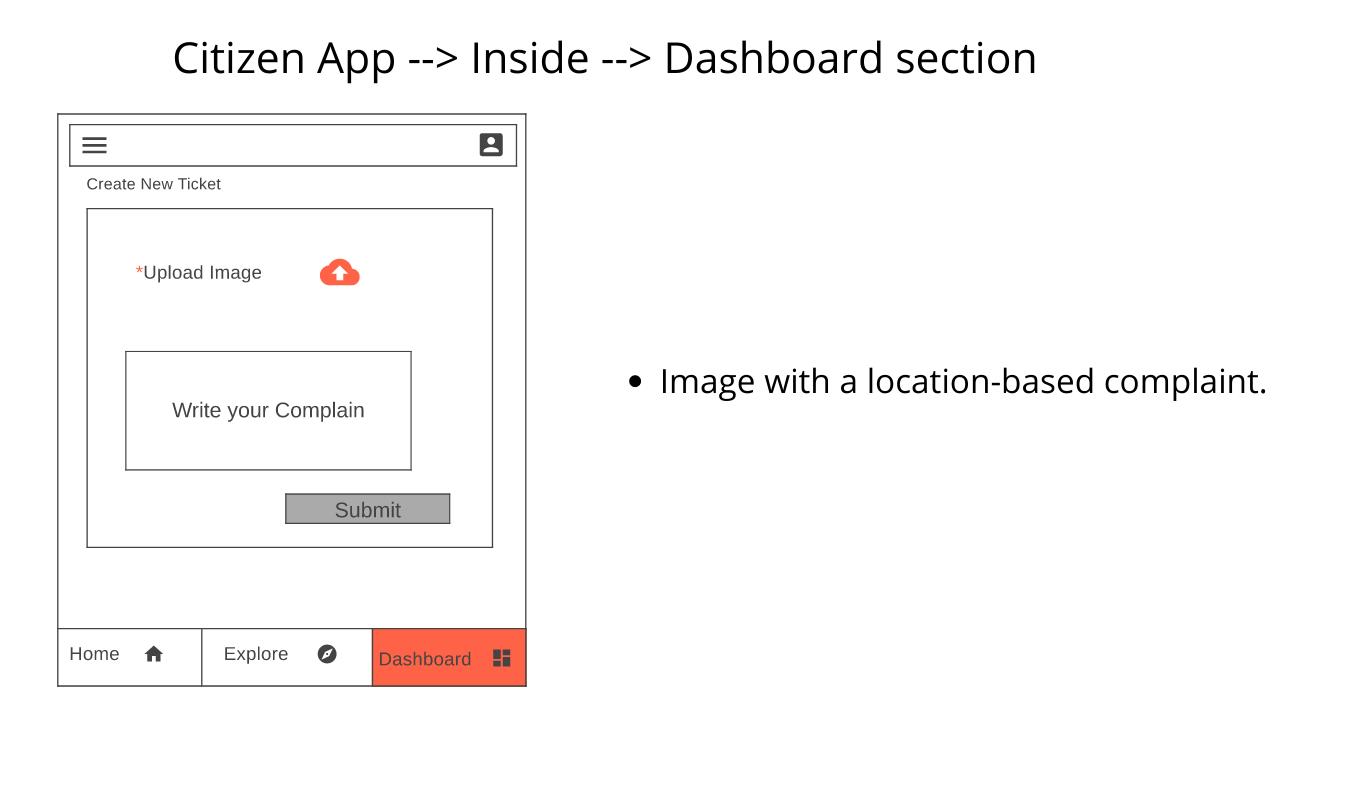 Citizen App --> Inside --> Dashboard section
Create New Ticket
*Upload Image
Write your Complain
Submit
Home
Explore
Dashboard
• Image with a location-based complaint.